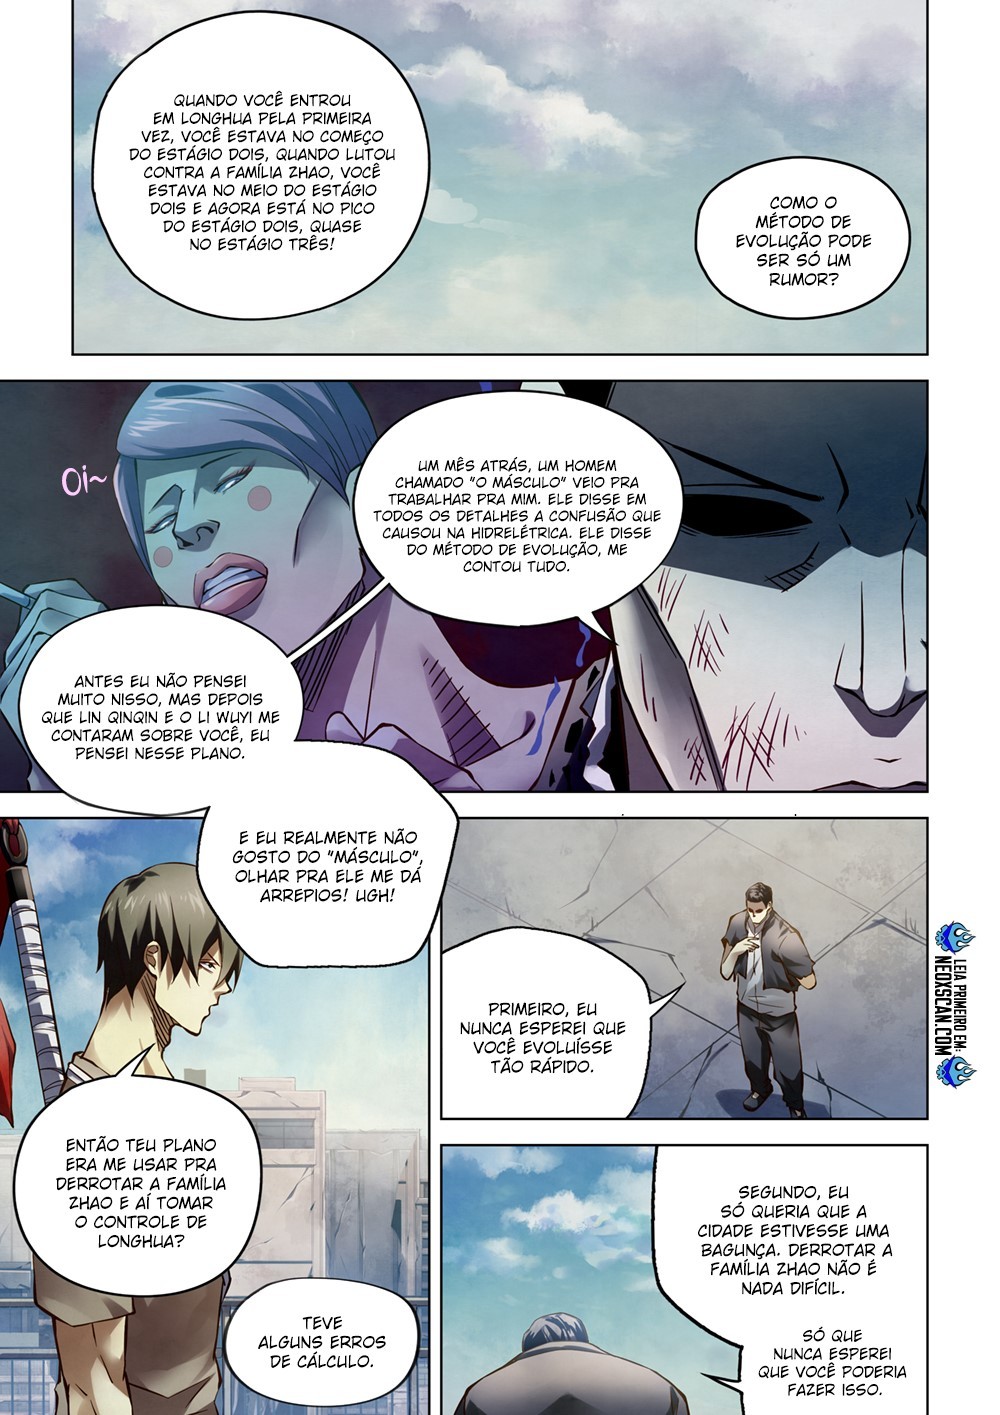 QUANDO VOCÊ ENTROU
EM LONGHUA PELA PRIMEIRA
VEZ, VOCÊ ESTAVA NO COMEÇO
DO ESTÁGIO DOIS, QUANDO LUTOU
CONTRA A FAMÍLIA ZHAO, VOCÊ
ESTAVA NO MEIO DO ESTÁGIO
DOIS E AGORA ESTÁ NO PICO
DO ESTÁGIO DOIS, QUASE
NO ESTÁGIO TRÊS!
COMO O
MÉTODO DE
EVOLUÇÃO PODE
SER SÓ UM
RUMOR?
OI~
UM MÊS ATRÁS, UM HOMEM
CHAMADO "O MÁSCULO" VEIO PRA
TRABALHAR PRA MIM. ELE DISSE EM
TODOS OS DETALHES A CONFUSÃO QUE
CAUSOU NA HIDRELÉTRICA. ELE DISSE
DO MÉTODO DE EVOLUÇÃO, ME
CONTOU TUDO.
ANTES EU NÃO PENSEI
MUITO NISSO, MAS DEPOIS
QUE LIN QINQIN E O LI WUYI ME
CONTARAM SOBRE VOCÊ, EU
PENSEI NESSE PLANO.
E EU REALMENTE NÃO
GOSTO DO "MÁSCULO",
OLHAR PRA ELE ME DÁ
ARREPIOS! UGH!
PRIMEIRO, EU
NUNCA ESPEREI QUE
VOCÊ EVOLUÍSSE
TÃO RÁPIDO.
LEIA PRIMEIRO EM:
NEOXSCAN.COM
ENTÃO TEU PLANO
ERA ME USAR PRA
DERROTAR A FAMÍLIA
ZHAO E AÍ TOMAR
O CONTROLE DE
LONGHUA?
TEVE
ALGUNS ERROS
DE CÁLCULO.
SEGUNDO, EU
SÓ QUERIA QUE A
CIDADE ESTIVESSE UMA
BAGUNÇA. DERROTAR A
FAMÍLIA ZHAO NÃO É
NADA DIFÍCIL.
SÓ QUE
NUNCA ESPEREI
QUE VOCÊ PODERIA
FAZER ISSO.